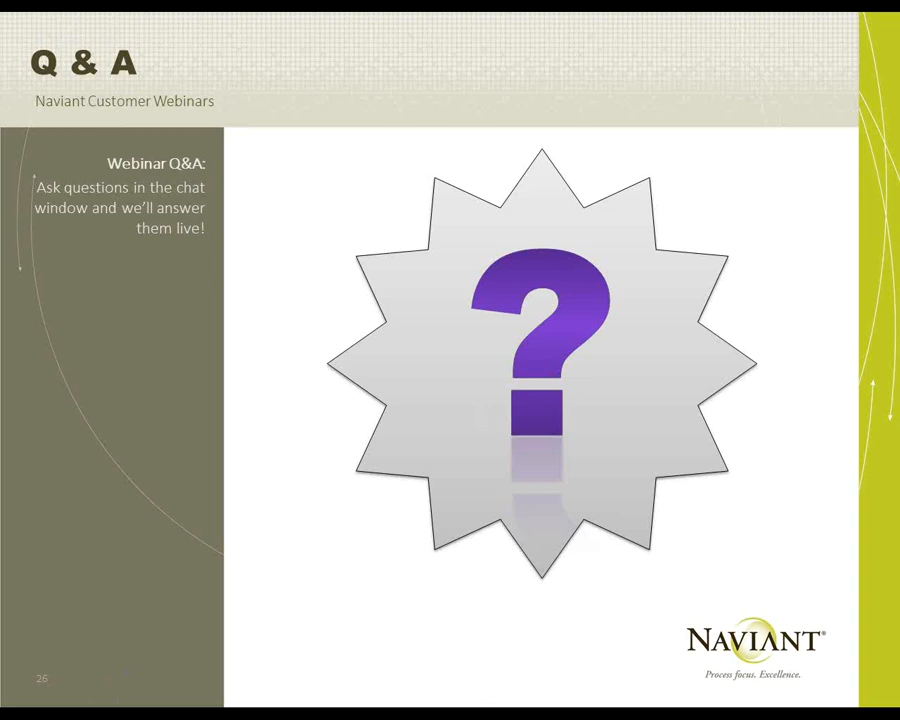 Q & A
Naviant Customer Webinars
Webinar Q&A:
Ask questions in the chat
window and we'll answer
them live!
?
NAVIANT®
Process focus. Excellence.
26